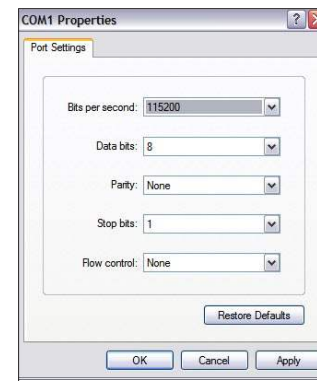 COM1 Properties
Port Settings
Bits per second: 115200
Data bits: 8
Parity: None
Stop bits: 1
Flow control: None
Restore Defaults
OK Cancel Apply